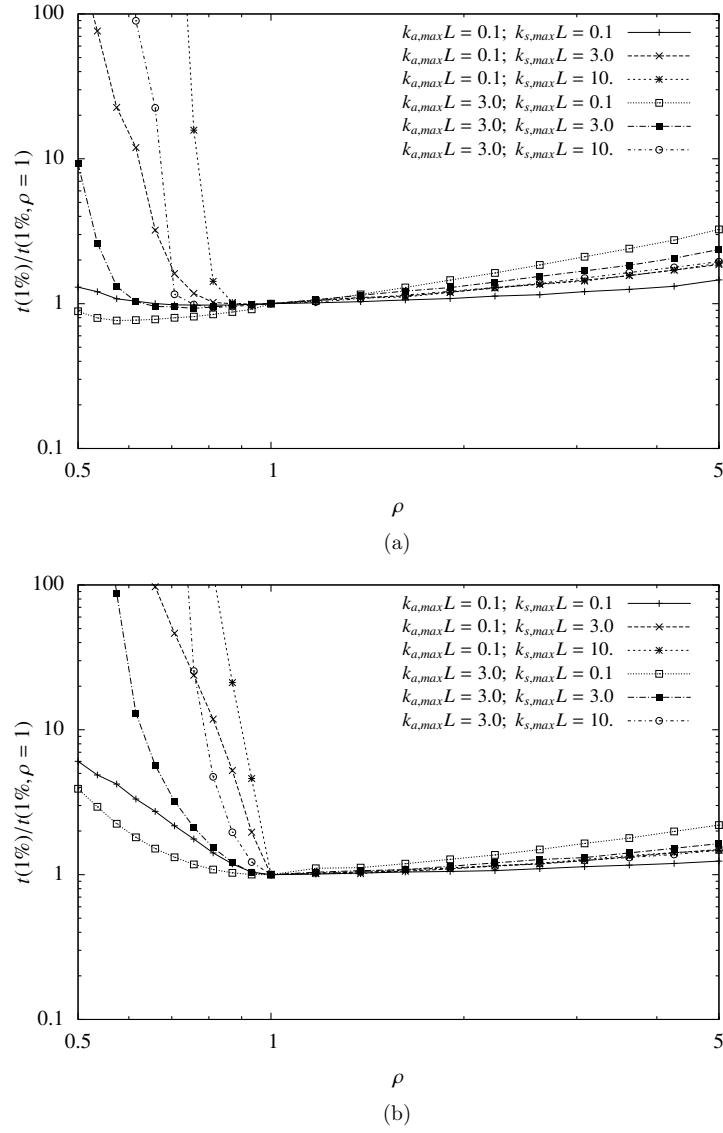 100
10
1
0.1
0.5
1
5
t(1%)/t(1%, ρ = 1)
ρ
k_{a,max}L = 0.1; k_{s,max}L = 0.1
k_{a,max}L = 0.1; k_{s,max}L = 3.0
k_{a,max}L = 0.1; k_{s,max}L = 10.
k_{a,max}L = 3.0; k_{s,max}L = 0.1
k_{a,max}L = 3.0; k_{s,max}L = 3.0
k_{a,max}L = 3.0; k_{s,max}L = 10.
(a)
100
10
1
0.1
0.5
1
5
t(1%)/t(1%, ρ = 1)
ρ
k_{a,max}L = 0.1; k_{s,max}L = 0.1
k_{a,max}L = 0.1; k_{s,max}L = 3.0
k_{a,max}L = 0.1; k_{s,max}L = 10.
k_{a,max}L = 3.0; k_{s,max}L = 0.1
k_{a,max}L = 3.0; k_{s,max}L = 3.0
k_{a,max}L = 3.0; k_{s,max}L = 10.
(b)